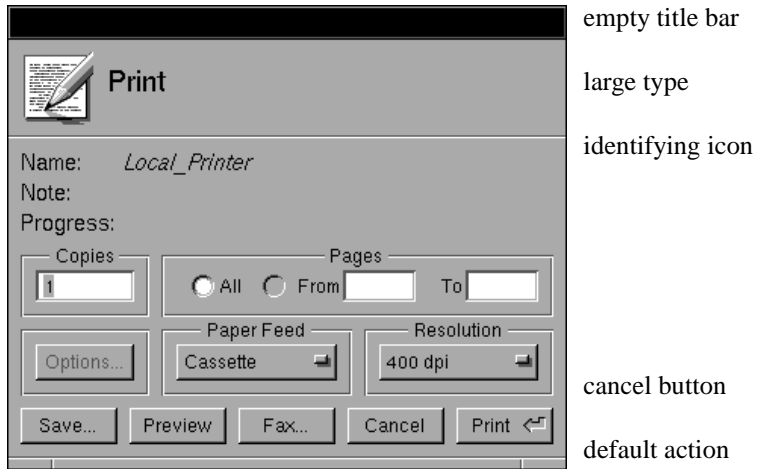 empty title bar
Print
large type
identifying icon
Name: Local_Printer
Note:
Progress:
Copies Pages
1 All From To
Paper Feed Resolution
Options... Cassette 400 dpi
cancel button
Save... Preview Fax... Cancel Print
default action